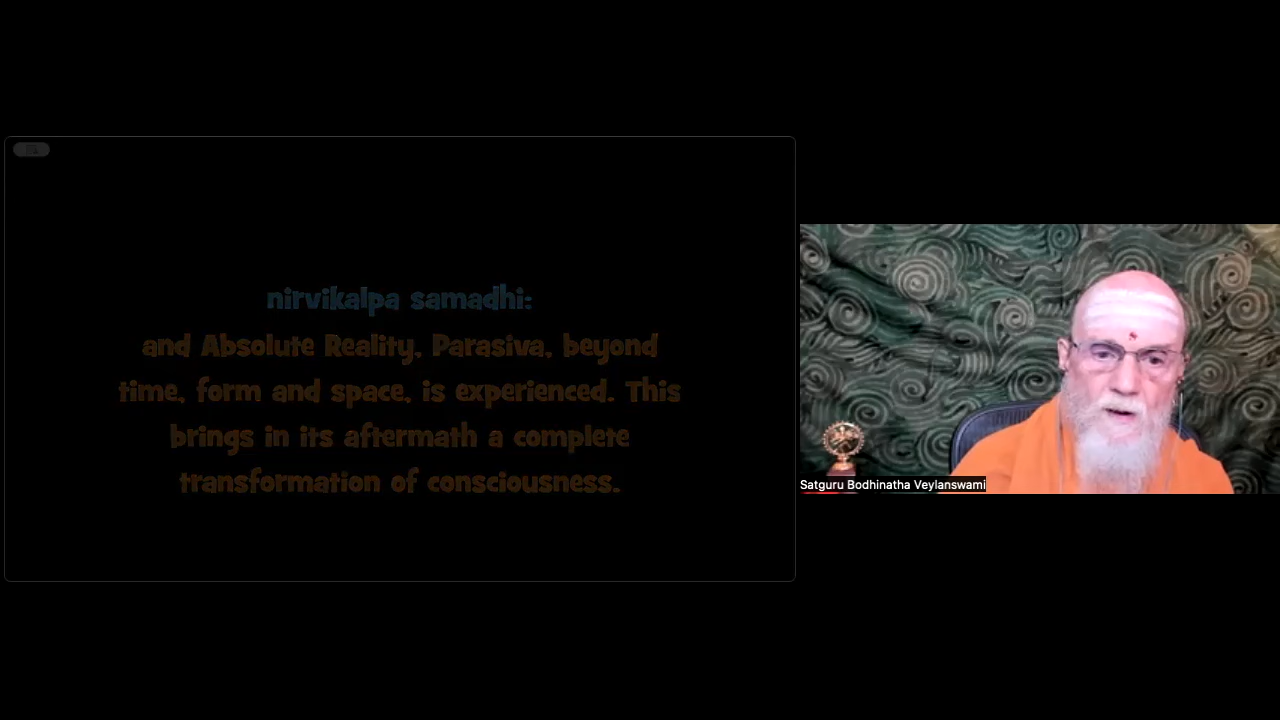 nirvikalpa samadhi:
and Absolute Reality, Parasiva, beyond
time, form and space, is experienced. This
brings in its aftermath a complete
transformation of consciousness.
Satguru Bodhinatha Veylanswami